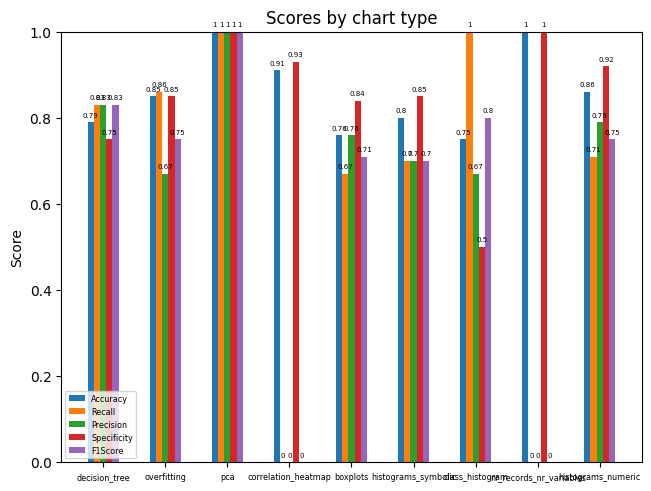 Scores by chart type
Score
1.0
0.8
0.6
0.4
0.2
0.0
0.79 0.83 0.83 0.75 0.83
0.85 0.86 0.67 0.85 0.75
1 1 1 1 1
0.91 0 0 0.93 0
0.76 0.67 0.76 0.84 0.71
0.8 0.7 0.7 0.85 0.7
0.75 1 0.67 0.5 0.8
1 0 0 1 0
0.86 0.71 0.79 0.92 0.75
Accuracy
Recall
Precision
Specificity
F1Score
decision_tree overfitting pca correlation_heatmap boxplots histograms_symbolic class_histogram nr_records_nr_variables histograms_numeric